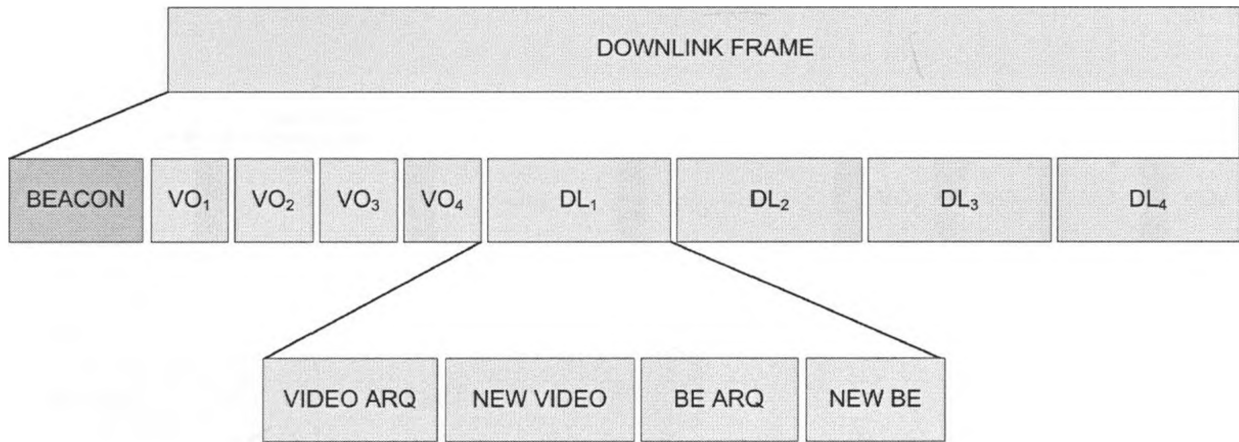 DOWNLINK FRAME
BEACON VO₁ VO₂ VO₃ VO₄ DL₁ DL₂ DL₃ DL₄
VIDEO ARQ NEW VIDEO BE ARQ NEW BE